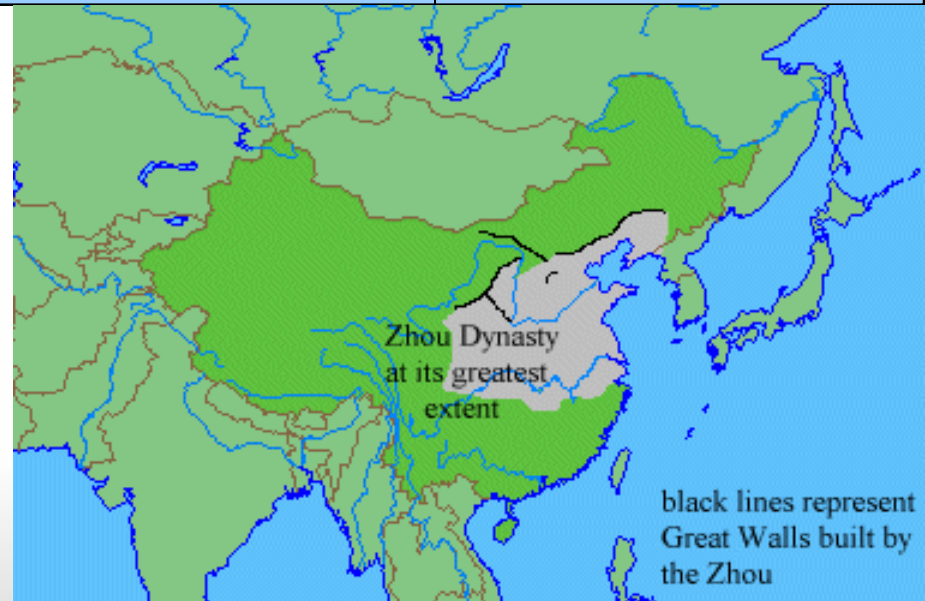 Zhou Dynasty
at its greatest
extent
black lines represent
Great Walls built by
the Zhou